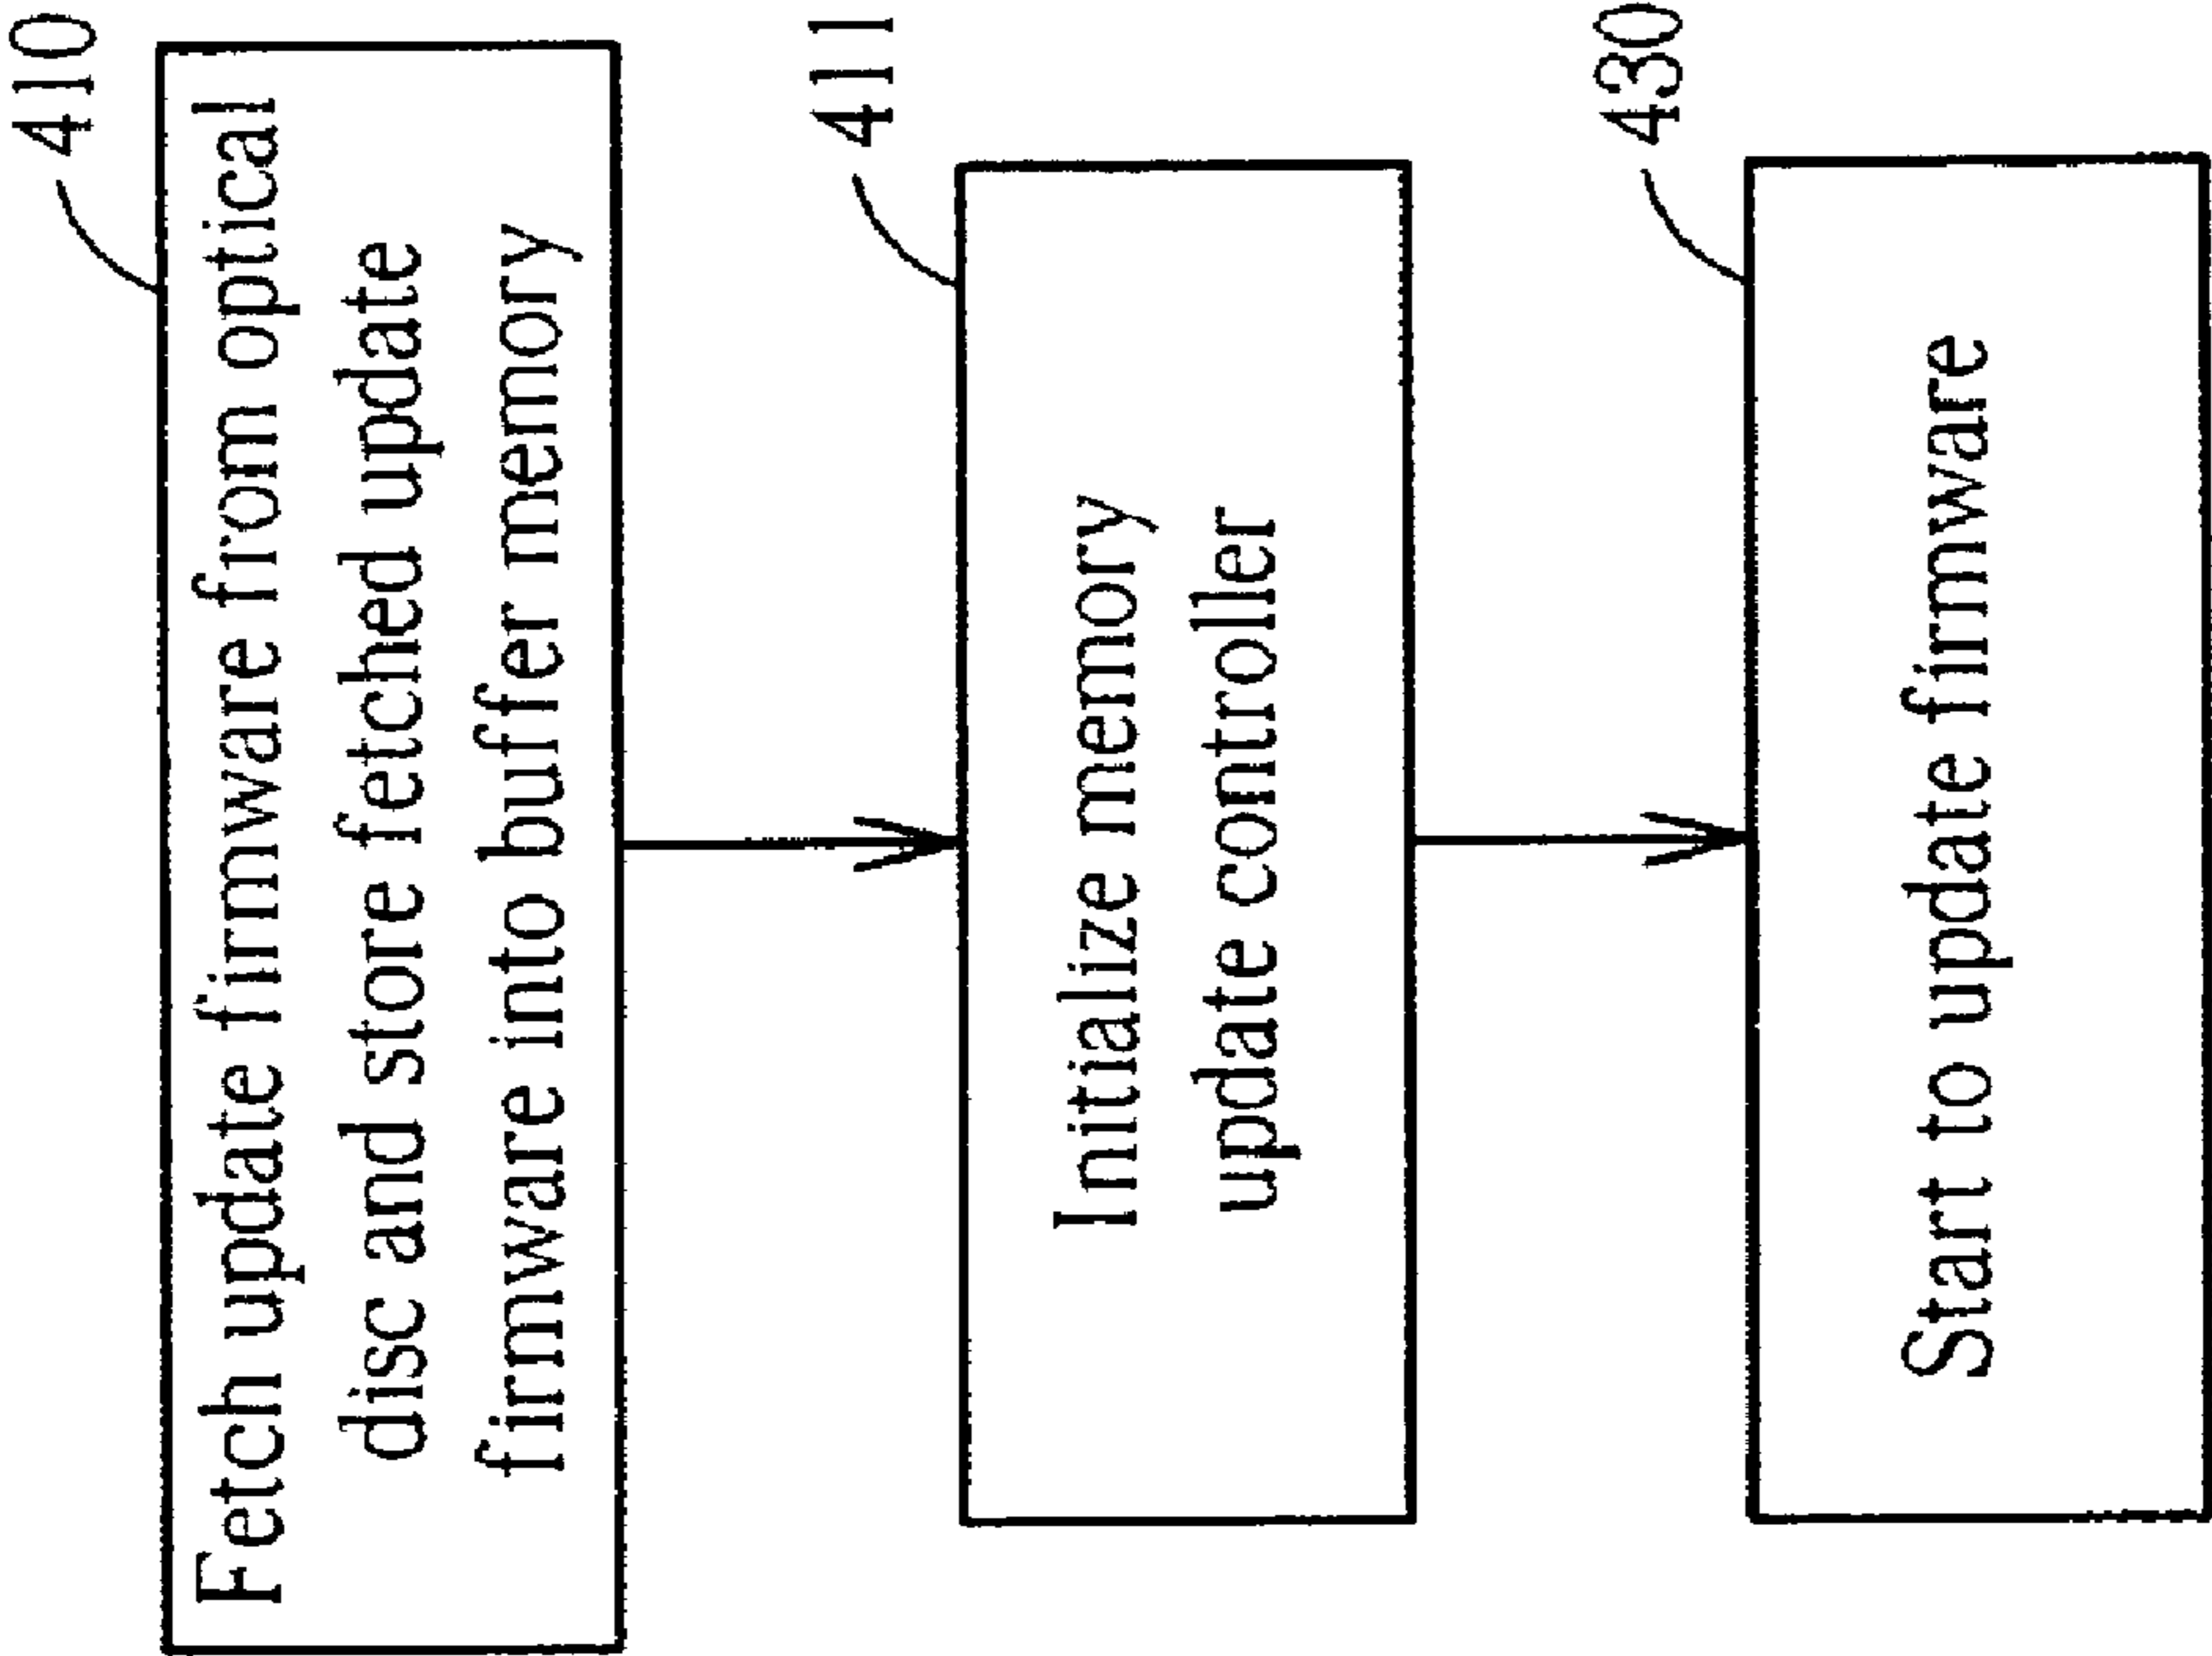 410
Fetch update firmware from optical
disc and store fetched update
firmware into buffer memory
411
Initialize memory
update controller
430
Start to update firmware